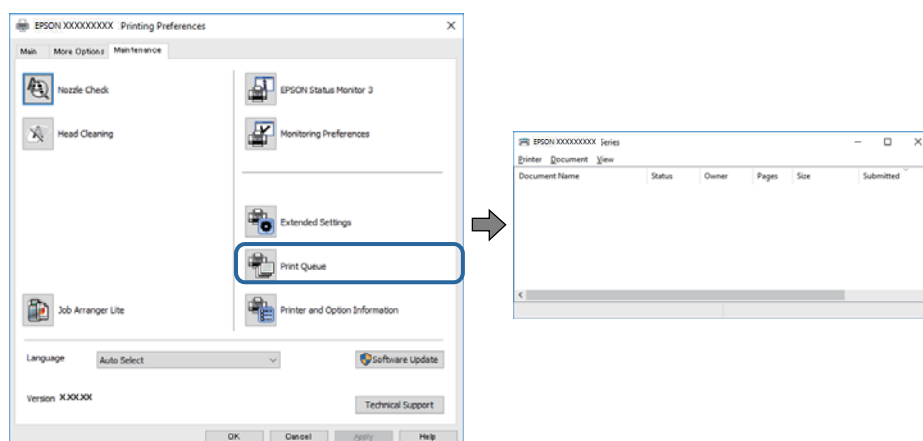 EPSON XXXXXXXXX Printing Preferences
Main More Options Maintenance
Nozzle Check
EPSON Status Monitor 3
Head Cleaning
Monitoring Preferences
Extended Settings
Print Queue
Job Arranger Lite
Printer and Option Information
Language
Auto Select
Software Update
Version X.XX.XX
Technical Support
OK Cancel Apply Help
EPSON XXXXXXXXX Series
Printer Document View
Document Name Status Owner Pages Size Submitted